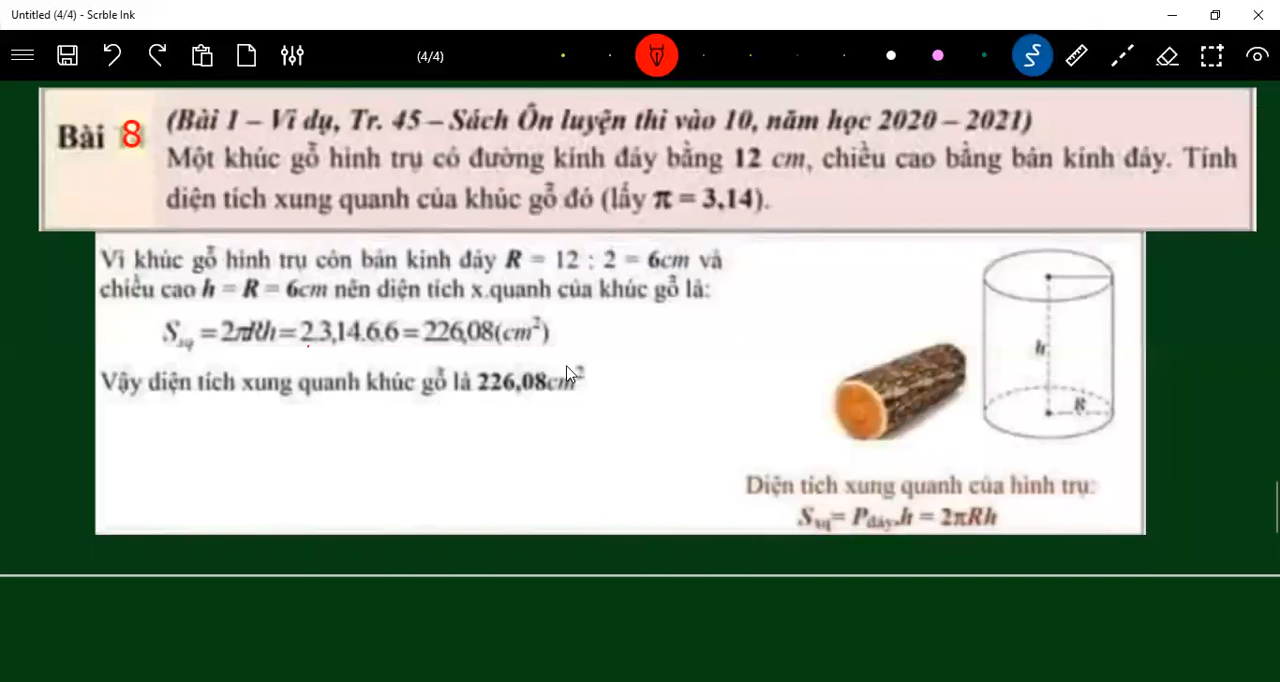 Untitled (4/4) - Scrble Ink
(4/4)
Bài 8
(Bài 1 – Ví dụ, Tr. 45 – Sách Ôn luyện thi vào 10, năm học 2020 – 2021)
Một khúc gỗ hình trụ có đường kính đáy bằng 12 cm, chiều cao bằng bán kính đáy. Tính
diện tích xung quanh của khúc gỗ đó (lấy π = 3,14).
Vì khúc gỗ hình trụ còn bán kính đáy R = 12 : 2 = 6cm và
chiều cao h = R = 6cm nên diện tích x.quanh của khúc gỗ là:
Sxq = 2πRh = 2.3,14.6.6 = 226,08(cm²)
Vậy diện tích xung quanh khúc gỗ là 226,08cm²
h
R
Diện tích xung quanh của hình trụ:
Sxq = Pđáy.h = 2πRh